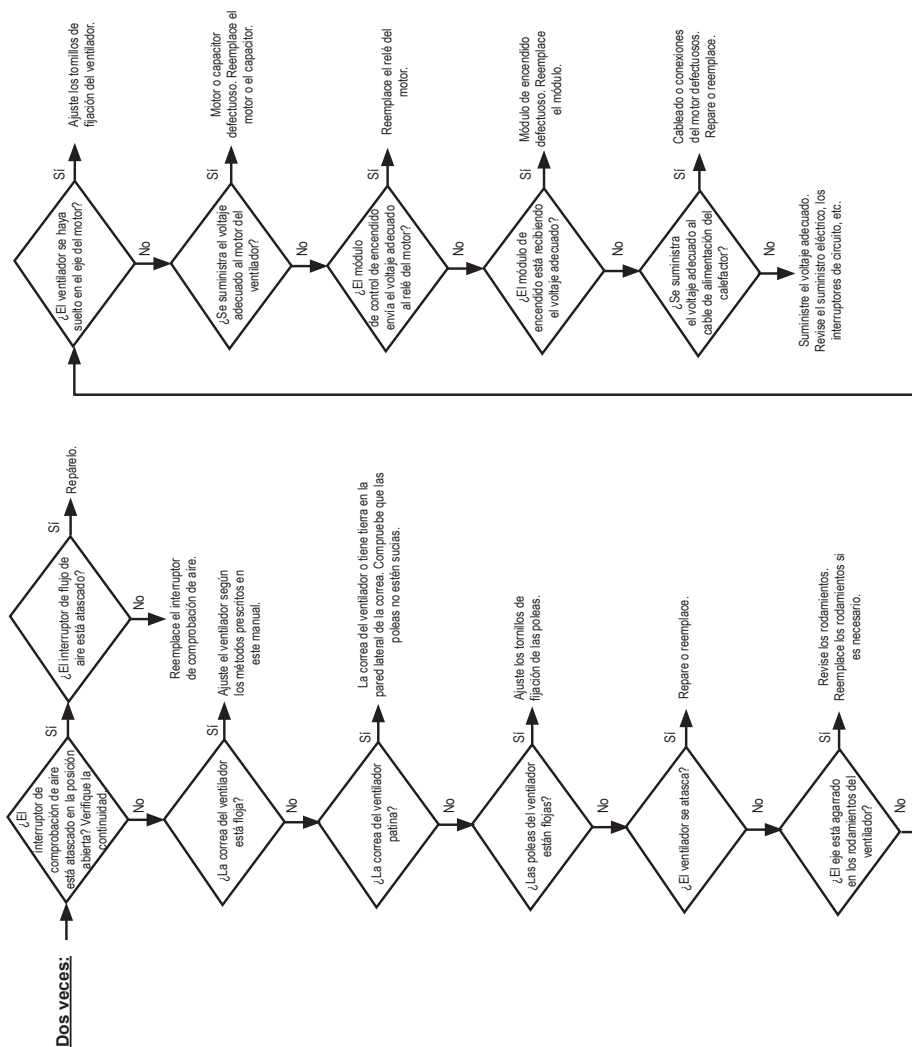 Dos veces:
¿El
interruptor de
comprobación de aire
está atascado en la posición
abierta? Verifique la
continuidad.
Sí
¿El interruptor de flujo de
aire está atascado?
Sí
Repárelo.
No
Reemplace el interruptor
de comprobación de aire.
No
¿La correa del ventilador
está floja?
Sí
Ajuste el ventilador según
los métodos prescritos en
este manual.
No
¿La correa del ventilador
patina?
Sí
La correa del ventilador o tiene tierra en la
pared lateral de la correa. Compruebe que las
poleas no estén sucias.
No
¿Las poleas del ventilador
están flojas?
Sí
Ajuste los tornillos de
fijación de las poleas.
No
¿El ventilador se atasca?
Sí
Repare o reemplace.
No
¿El eje está agarrado
en los rodamientos del
ventilador?
Sí
Revise los rodamientos.
Reemplace los rodamientos si
es necesario.
No
¿El ventilador se haya
suelto en el eje del motor?
Sí
Ajuste los tornillos de
fijación del ventilador.
No
¿Se suministra el voltaje
adecuado al motor del
ventilador?
Sí
Motor o capacitor
defectuoso. Reemplace el
motor o el capacitor.
No
¿El módulo
de control de encendido
envía el voltaje adecuado
al relé del motor?
Sí
Reemplace el relé del
motor.
No
¿El módulo de
encendido está recibiendo
el voltaje adecuado?
Sí
Módulo de encendido
defectuoso. Reemplace
el módulo.
No
¿Se suministra
el voltaje adecuado al
cable de alimentación del
calefactor?
Sí
Cableado o conexiones
del motor defectuosos.
Repare o reemplace.
No
Suministre el voltaje adecuado.
Revise el suministro eléctrico, los
interruptores de circuito, etc.